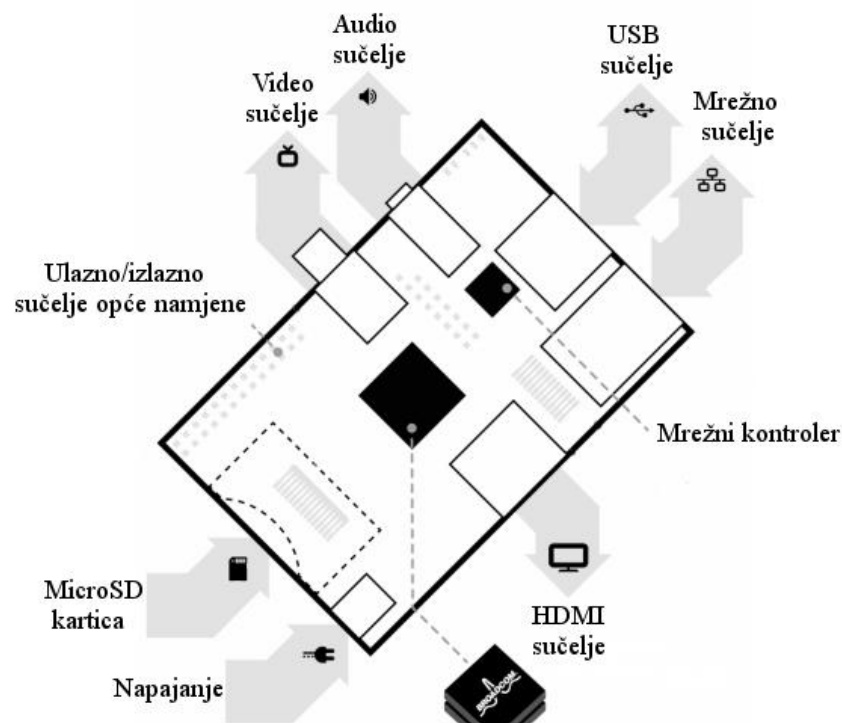 Audio
sučelje
USB
sučelje
Video
sučelje
Mrežno
sučelje
Ulazno/izlazno
sučelje opće namjene
Mrežni kontroler
MicroSD
kartica
HDMI
sučelje
Napajanje
BROADCOM